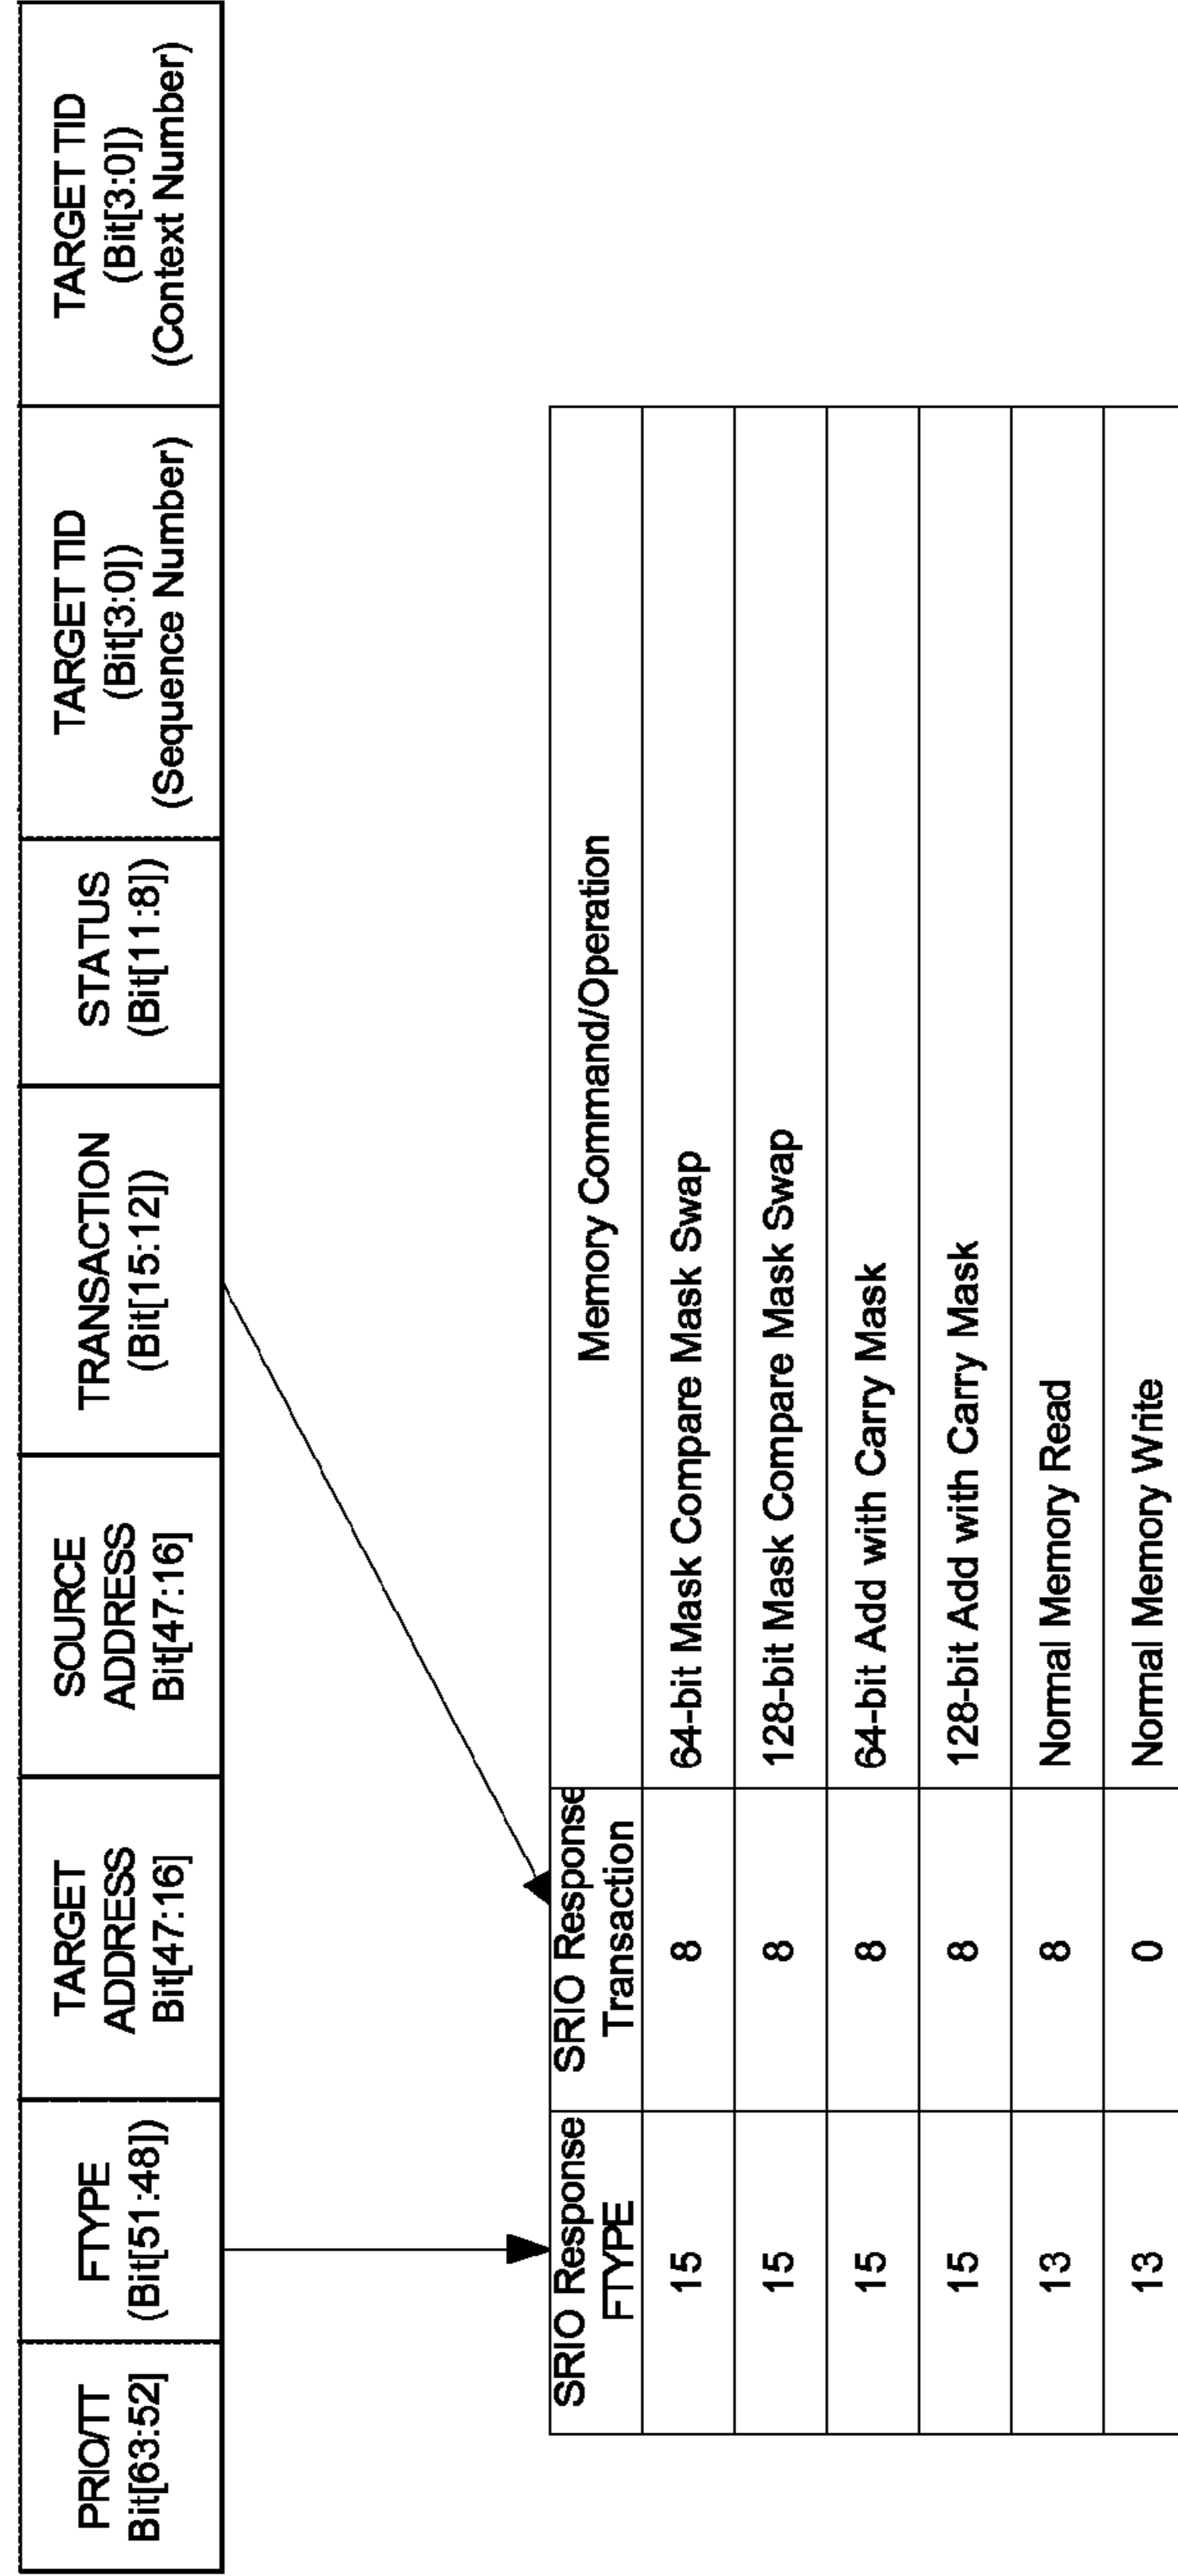 PRIO/TT
Bit[63:52]
FTYPE
(Bit[51:48])
TARGET
ADDRESS
Bit[47:16]
SOURCE
ADDRESS
Bit[47:16]
TRANSACTION
(Bit[15:12])
STATUS
(Bit[11:8])
TARGET TID
(Bit[3:0])
(Sequence Number)
TARGET TID
(Bit[3:0])
(Context Number)
SRIO Response
FTYPE
SRIO Response
Transaction
Memory Command/Operation
15
8
64-bit Mask Compare Mask Swap
15
8
128-bit Mask Compare Mask Swap
15
8
64-bit Add with Carry Mask
15
8
128-bit Add with Carry Mask
13
8
Normal Memory Read
13
0
Normal Memory Write